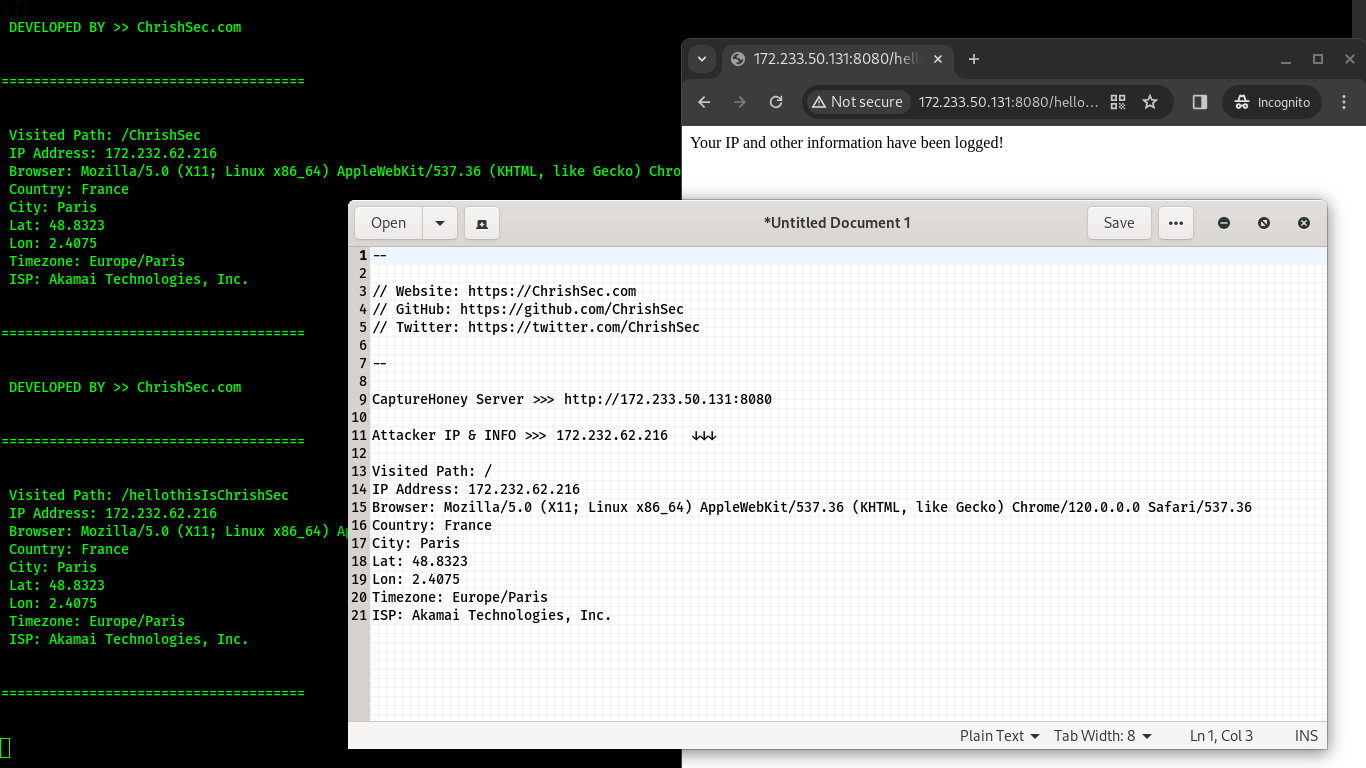 DEVELOPED BY >> ChrishSec.com
======================================
Visited Path: /ChrishSec
IP Address: 172.232.62.216
Browser: Mozilla/5.0 (X11; Linux x86_64) AppleWebKit/537.36 (KHTML, like Gecko) Chro
Country: France
City: Paris
Lat: 48.8323
Lon: 2.4075
Timezone: Europe/Paris
ISP: Akamai Technologies, Inc.
======================================
DEVELOPED BY >> ChrishSec.com
======================================
Visited Path: /hellothisIsChrishSec
IP Address: 172.232.62.216
Browser: Mozilla/5.0 (X11; Linux x86_64) Ap
Country: France
City: Paris
Lat: 48.8323
Lon: 2.4075
Timezone: Europe/Paris
ISP: Akamai Technologies, Inc.
======================================
172.233.50.131:8080/hello
Not secure 172.233.50.131:8080/hello... Incognito
Your IP and other information have been logged!
Open *Untitled Document 1 Save
1 --
2
3 // Website: https://ChrishSec.com
4 // GitHub: https://github.com/ChrishSec
5 // Twitter: https://twitter.com/ChrishSec
6
7 --
8
9 CaptureHoney Server >>> http://172.233.50.131:8080
10
11 Attacker IP & INFO >>> 172.232.62.216 ↓↓↓
12
13 Visited Path: /
14 IP Address: 172.232.62.216
15 Browser: Mozilla/5.0 (X11; Linux x86_64) AppleWebKit/537.36 (KHTML, like Gecko) Chrome/120.0.0.0 Safari/537.36
16 Country: France
17 City: Paris
18 Lat: 48.8323
19 Lon: 2.4075
20 Timezone: Europe/Paris
21 ISP: Akamai Technologies, Inc.
Plain Text Tab Width: 8 Ln 1, Col 3 INS